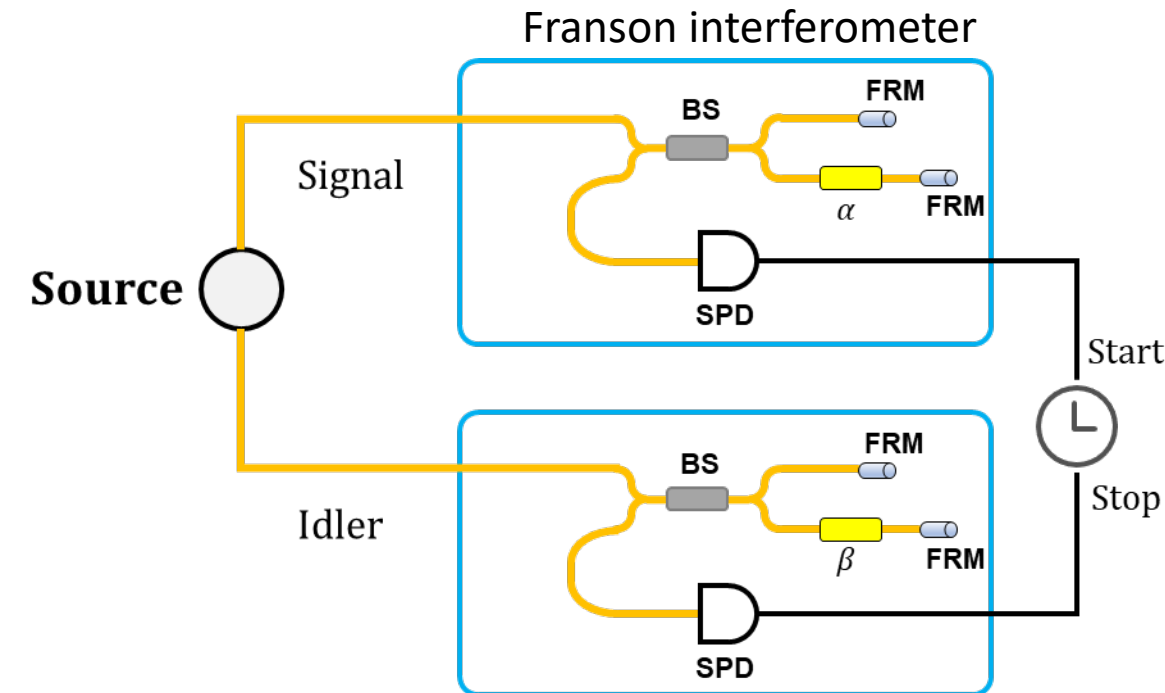 Franson interferometer
FRM
BS
Signal
α
FRM
Source
SPD
Start
FRM
BS
Stop
Idler
β
FRM
SPD